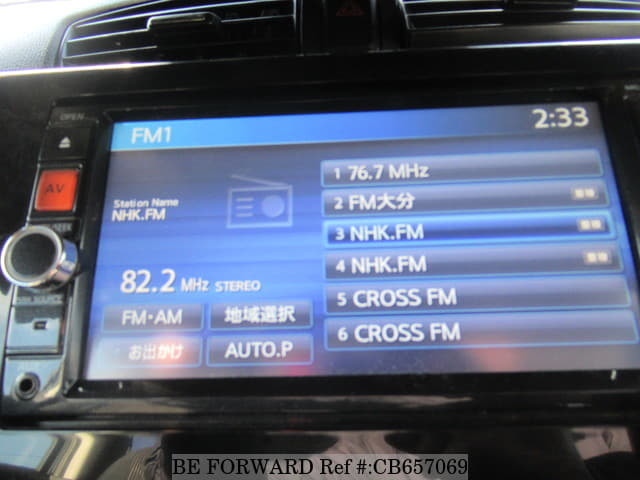 OPEN
FM1
2:33
AV
Station Name
NHK.FM
82.2 MHz STEREO
FM・AM
地域選択
お出かけ
AUTO.P
1 76.7 MHz
2 FM大分
3 NHK.FM
4 NHK.FM
5 CROSS FM
6 CROSS FM
BE FORWARD Ref #:CB657069